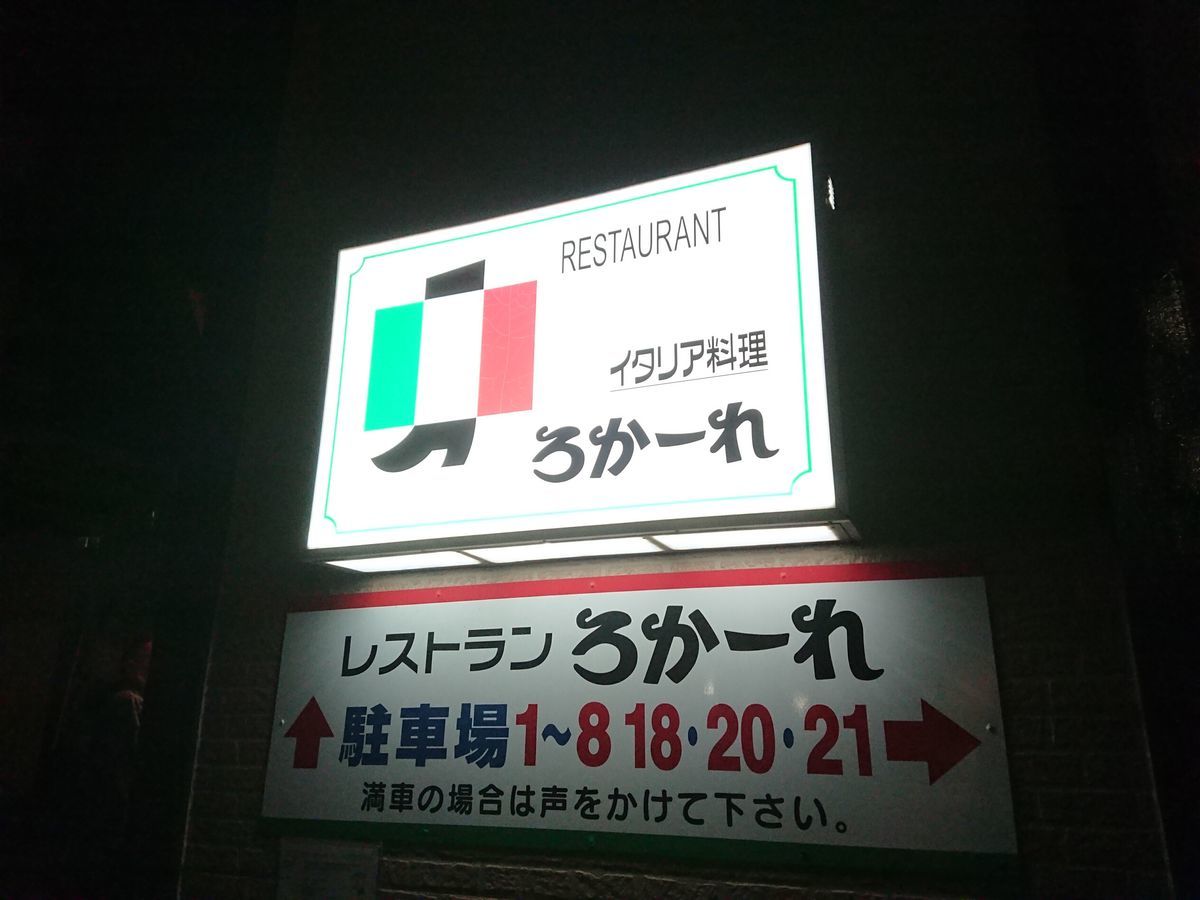 RESTAURANT
イタリア料理
ろかーれ
レストラン ろかーれ
駐車場1~8 18・20・21
満車の場合は声をかけて下さい。